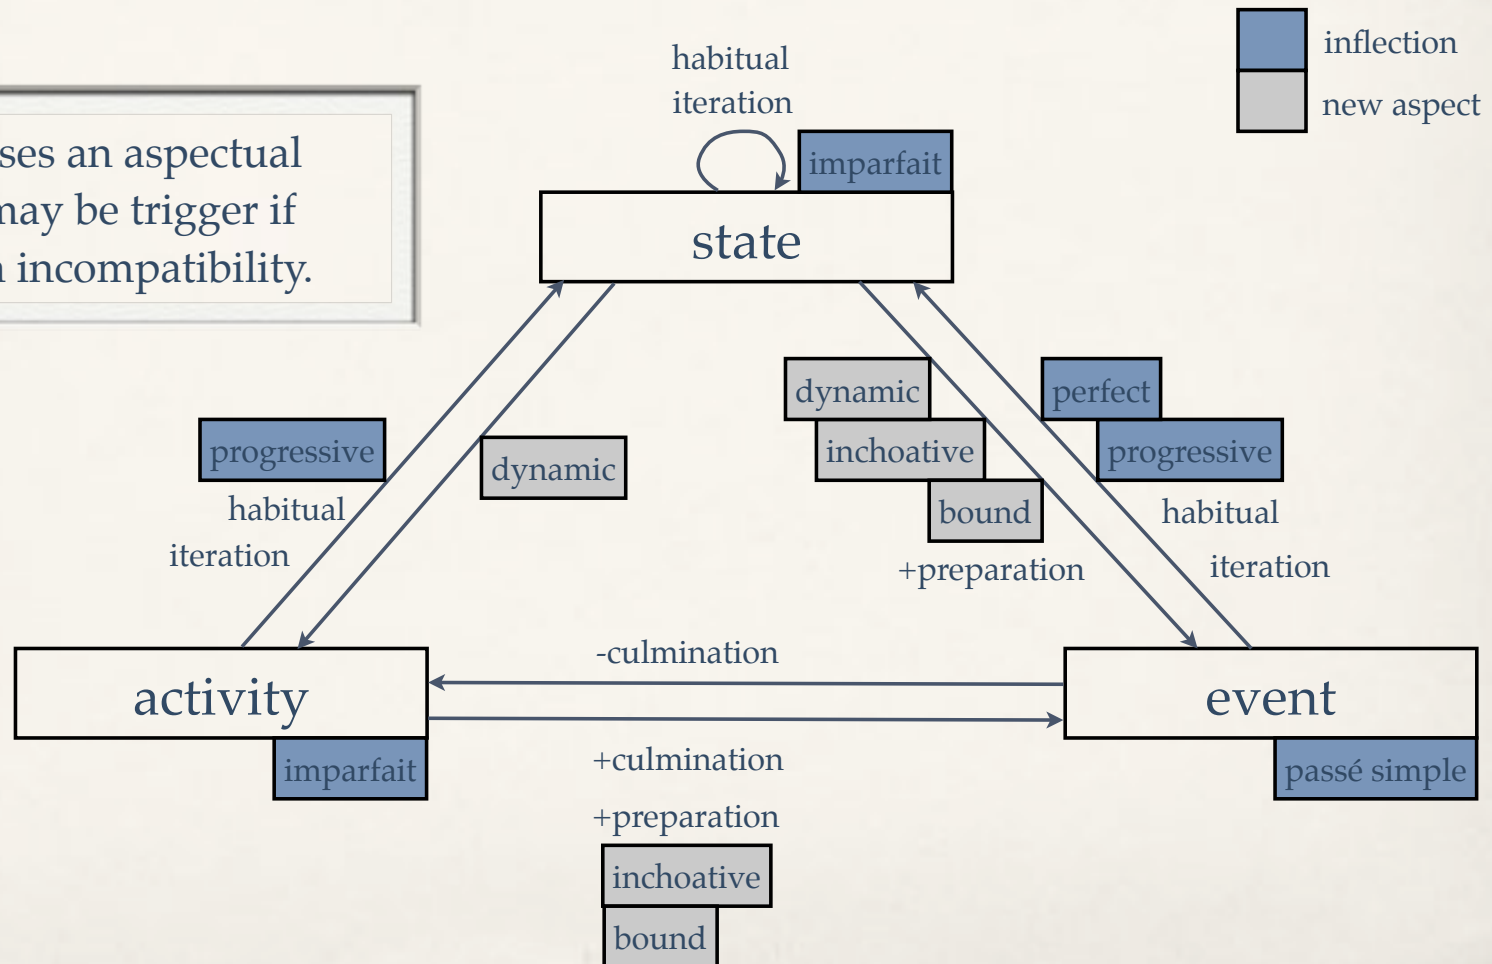 inflection
new aspect
habitual
iteration
ses an aspectual
may be trigger if
incompatibility.
imparfait
state
progressive
habitual
iteration
dynamic
dynamic
inchoative
bound
+preparation
perfect
progressive
habitual
iteration
-culmination
activity
imparfait
event
passé simple
+culmination
+preparation
inchoative
bound